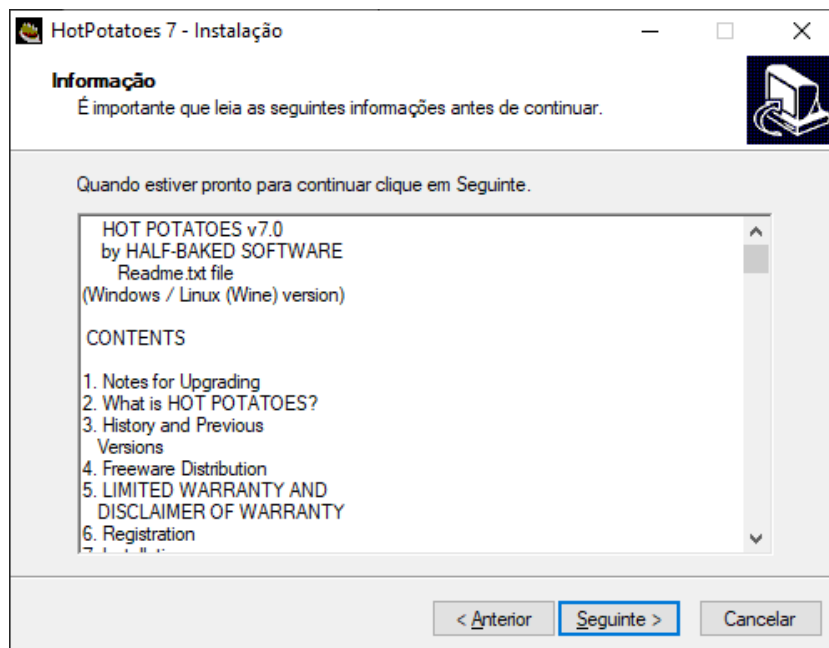 HotPotatoes 7 - Instalação
Informação
É importante que leia as seguintes informações antes de continuar.
Quando estiver pronto para continuar clique em Seguinte.
HOT POTATOES v7.0
by HALF-BAKED SOFTWARE
Readme.txt file
(Windows / Linux (Wine) version)
CONTENTS
1. Notes for Upgrading
2. What is HOT POTATOES?
3. History and Previous
Versions
4. Freeware Distribution
5. LIMITED WARRANTY AND
DISCLAIMER OF WARRANTY
6. Registration
< Anterior
Seguinte >
Cancelar